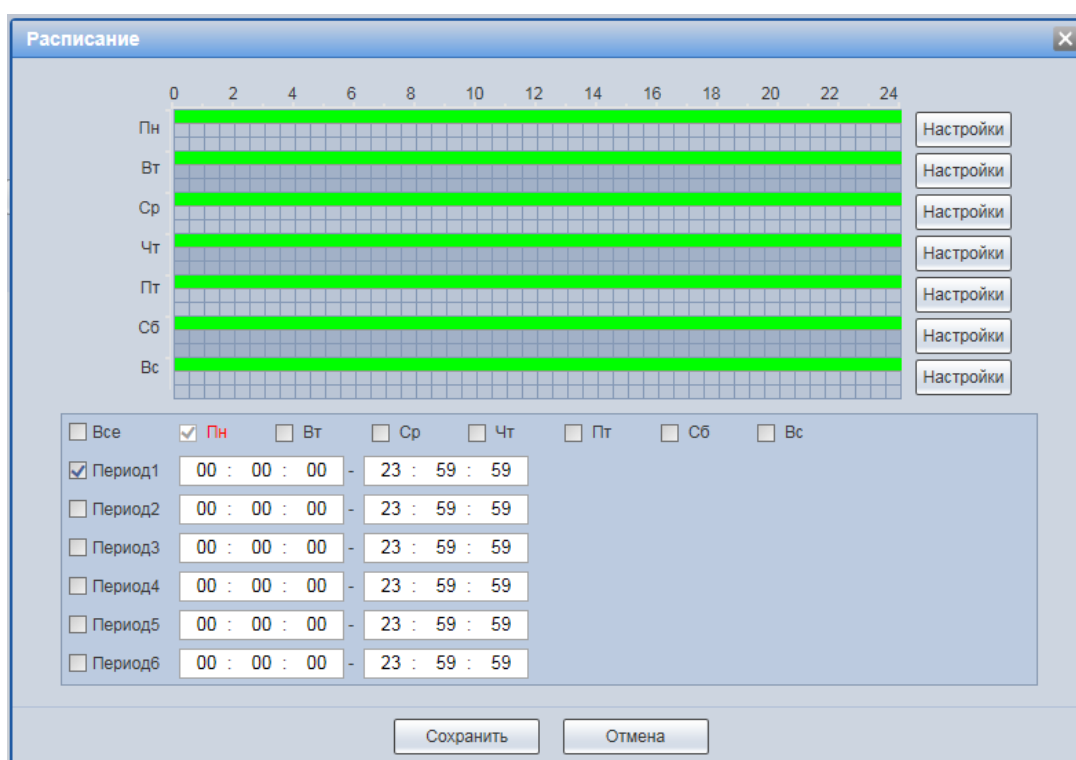 Расписание
0 2 4 6 8 10 12 14 16 18 20 22 24
Пн Настройки
Вт Настройки
Ср Настройки
Чт Настройки
Пт Настройки
Сб Настройки
Вс Настройки
Все Пн Вт Ср Чт Пт Сб Вс
Период1 00 : 00 : 00 - 23 : 59 : 59
Период2 00 : 00 : 00 - 23 : 59 : 59
Период3 00 : 00 : 00 - 23 : 59 : 59
Период4 00 : 00 : 00 - 23 : 59 : 59
Период5 00 : 00 : 00 - 23 : 59 : 59
Период6 00 : 00 : 00 - 23 : 59 : 59
Сохранить Отмена